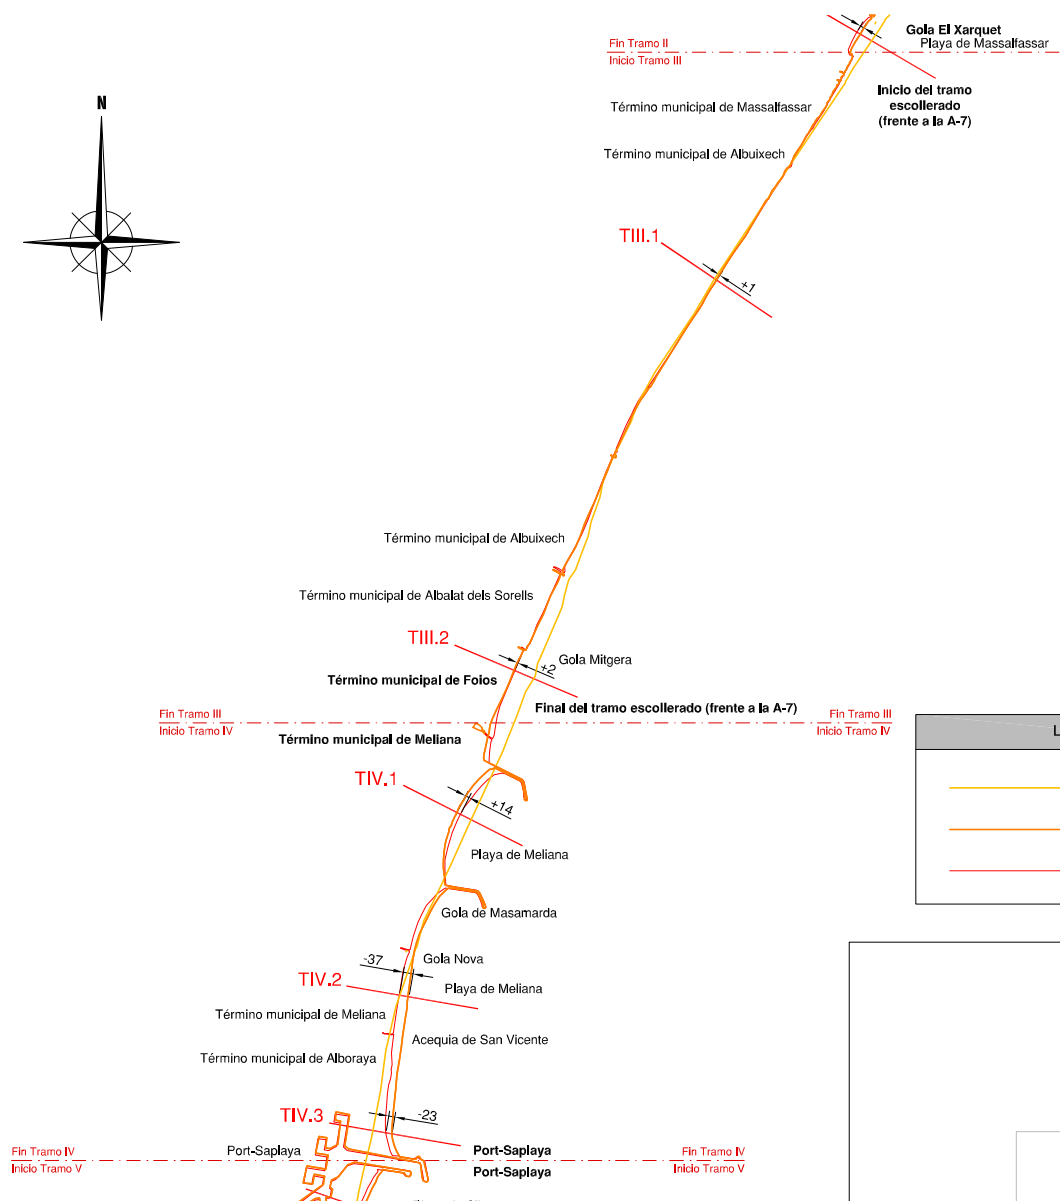 Gola El Xarquet
Playa de Massalfassar
Fin Tramo II
Inicio Tramo III
Inicio del tramo
escollerado
(frente a la A-7)
N
Término municipal de Massalfassar
Término municipal de Albuixech
TIII.1
+1
Término municipal de Albuixech
Término municipal de Albalat dels Sorells
TIII.2
+2
Gola Mitgera
Término municipal de Foios
Final del tramo escollerado (frente a la A-7)
Fin Tramo III
Inicio Tramo IV
Fin Tramo III
Inicio Tramo IV
Término municipal de Meliana
L
TIV.1
+14
Playa de Meliana
Gola de Masamarda
-37
Gola Nova
TIV.2
Playa de Meliana
Término municipal de Meliana
Acequia de San Vicente
Término municipal de Alboraya
TIV.3
-23
Port-Saplaya
Port-Saplaya
Fin Tramo IV
Inicio Tramo V
Fin Tramo IV
Inicio Tramo V
Port-Saplaya